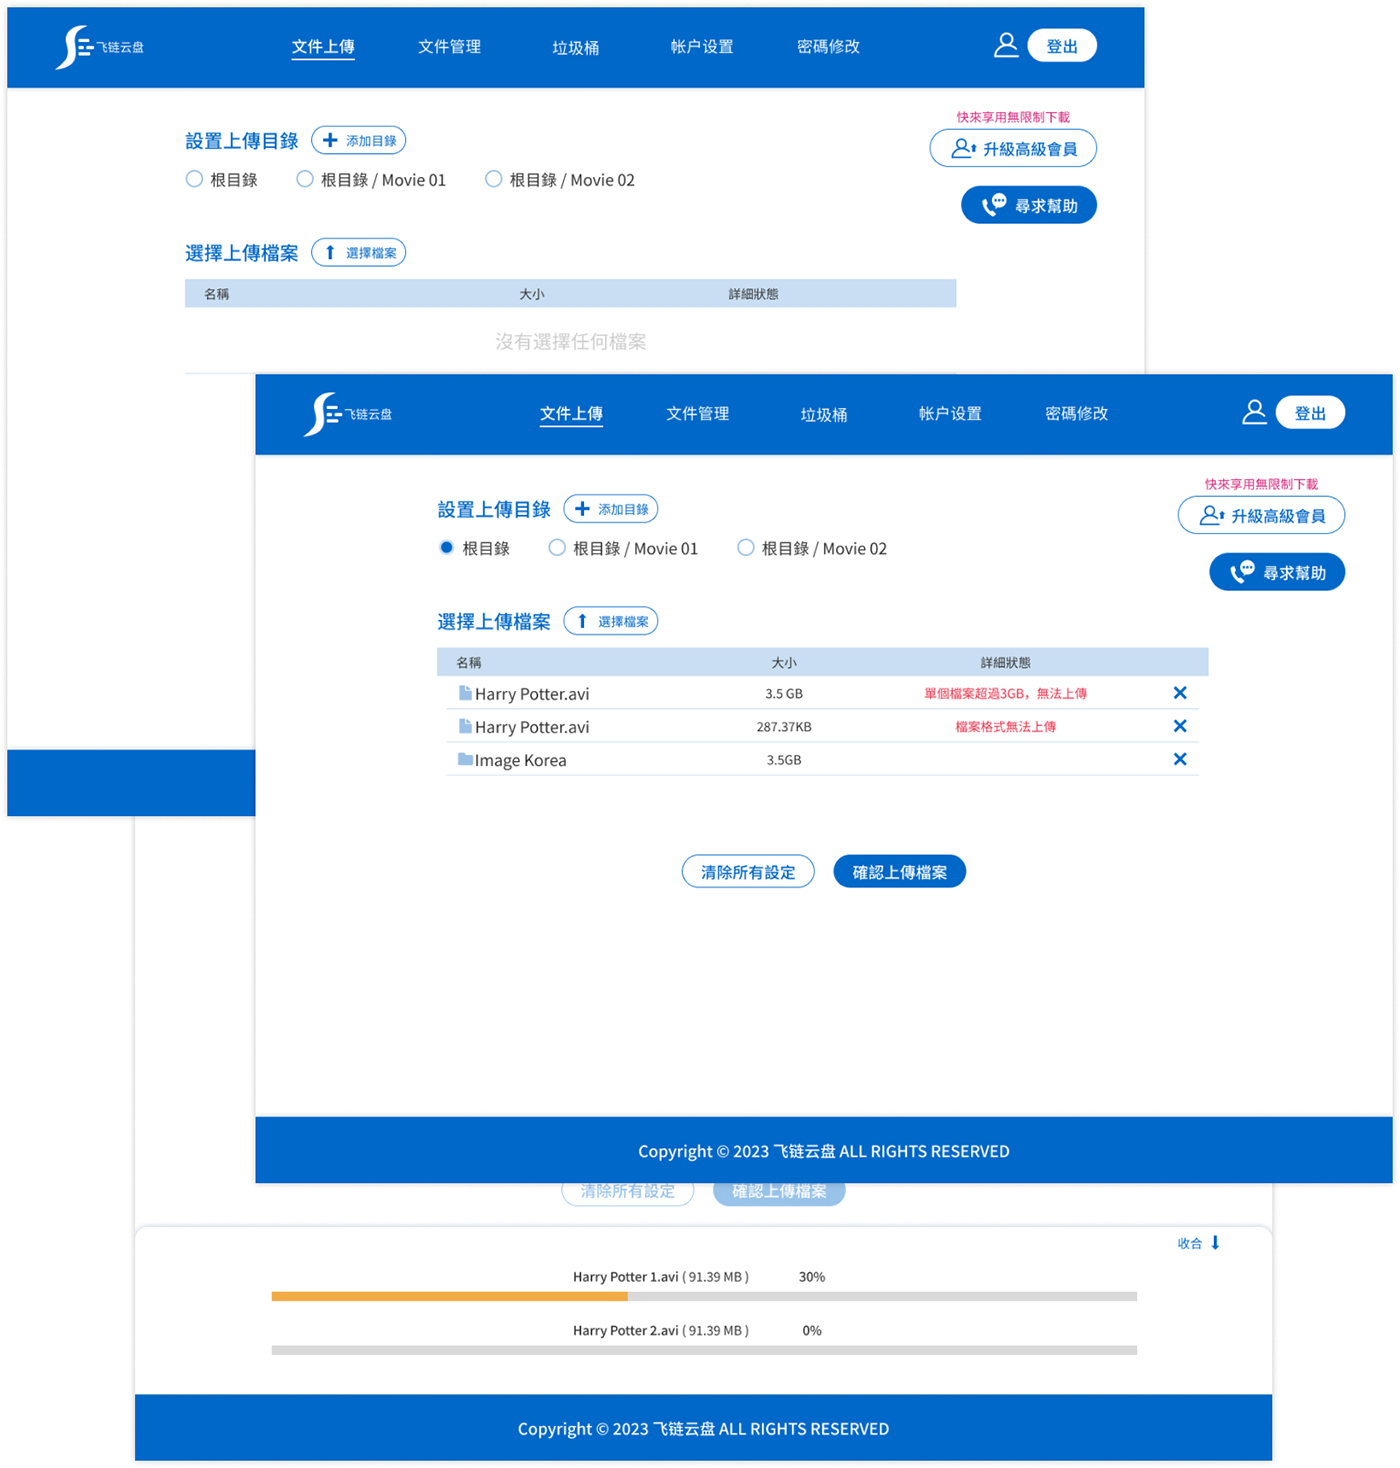 飞链云盘 文件上傳 文件管理 垃圾桶 帐户设置 密碼修改 登出
快來享用無限制下載
設置上傳目錄 添加目錄 升級高級會員
根目錄 根目錄 / Movie 01 根目錄 / Movie 02
尋求幫助
選擇上傳檔案 選擇檔案
名稱 大小 詳細狀態
沒有選擇任何檔案
飞链云盘 文件上傳 文件管理 垃圾桶 帐户设置 密碼修改 登出
快來享用無限制下載
設置上傳目錄 添加目錄 升級高級會員
根目錄 根目錄 / Movie 01 根目錄 / Movie 02
尋求幫助
選擇上傳檔案 選擇檔案
名稱 大小 詳細狀態
Harry Potter.avi 3.5 GB 單個檔案超過3GB，無法上傳
Harry Potter.avi 287.37KB 檔案格式無法上傳
Image Korea 3.5GB
清除所有設定 確認上傳檔案
Copyright © 2023 飞链云盘 ALL RIGHTS RESERVED
清除所有設定 確認上傳檔案
收合
Harry Potter 1.avi ( 91.39 MB ) 30%
Harry Potter 2.avi ( 91.39 MB ) 0%
Copyright © 2023 飞链云盘 ALL RIGHTS RESERVED